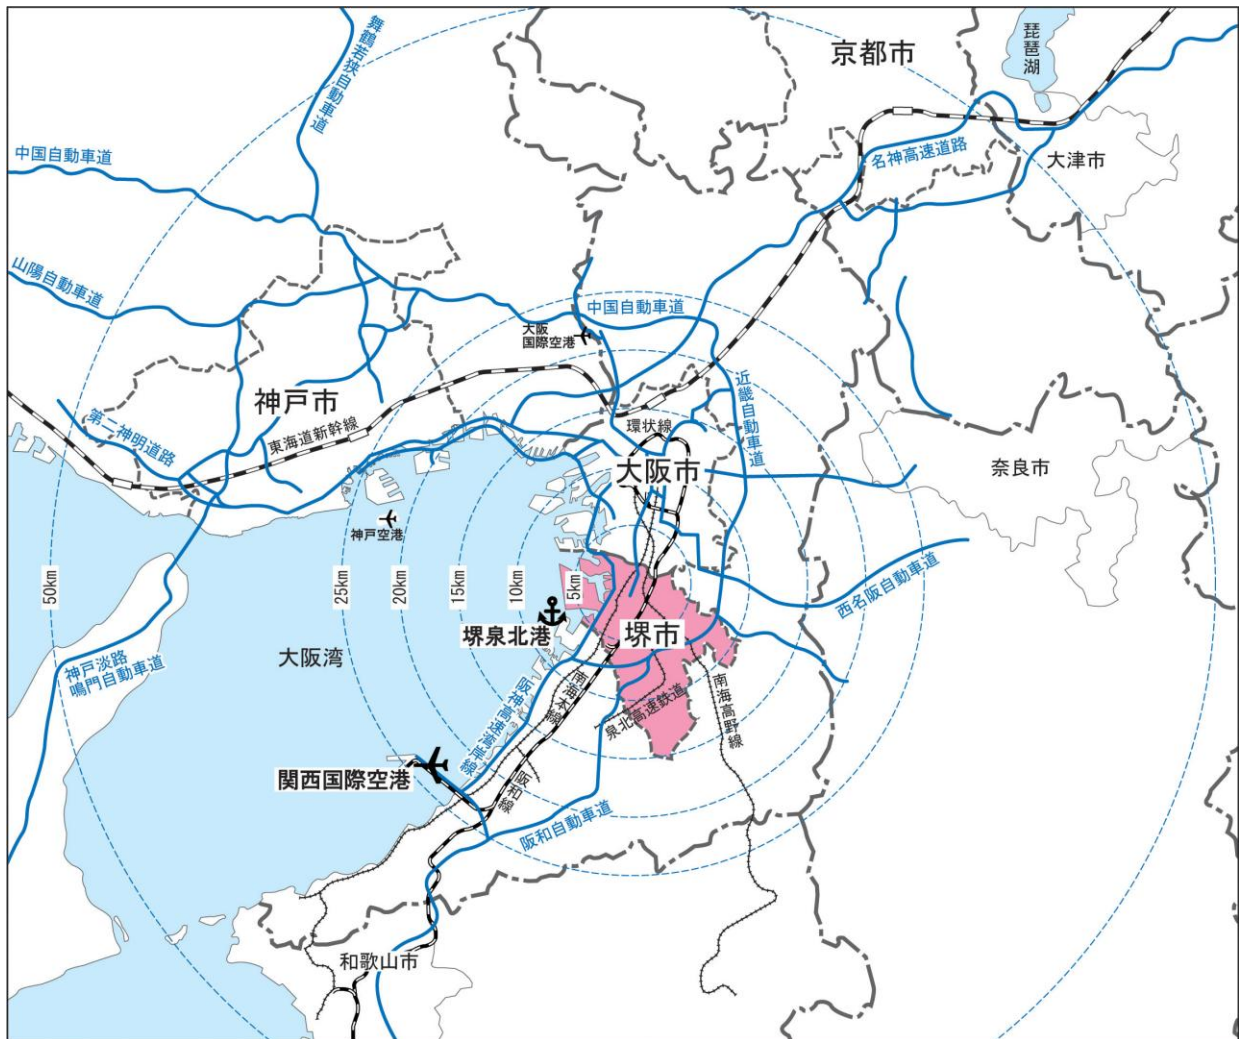 京都市
琵琶湖
舞鶴若狭自動車道
中国自動車道
名神高速道路
大津市
山陽自動車道
中国自動車道
大阪
国際空港
近畿自動車道
神戸市
第二神明道路
東海道新幹線
環状線
大阪市
奈良市
神戸空港
50km
25km
20km
15km
10km
5km
西名阪自動車道
堺泉北港
堺市
大阪湾
神戸淡路
鳴門自動車道
阪神高速湾岸線
南海本線
泉北高速鉄道
南海高野線
関西国際空港
阪和線
阪和自動車道
和歌山市